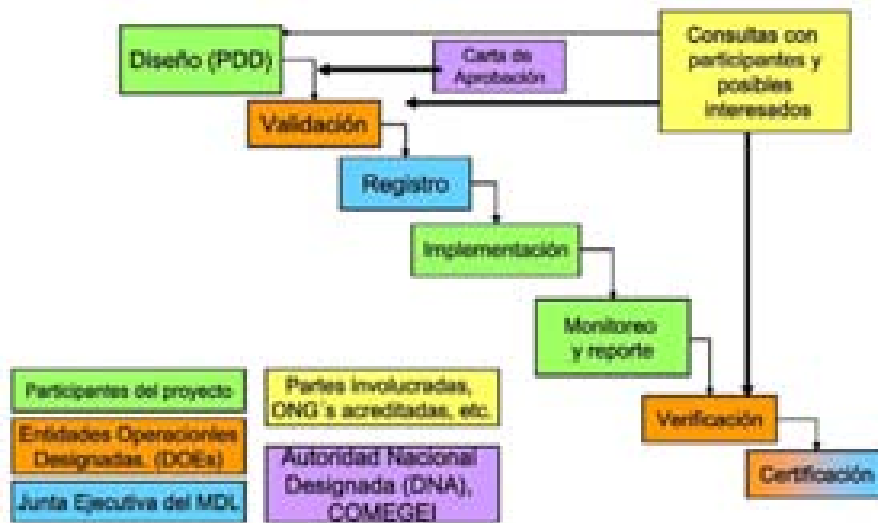 Diseño (PDD)
Carta de
Aprobación
Consultas con
participantes y
posibles
interesados
Validación
Registro
Implementación
Monitoreo
y reporte
Verificación
Certificación
Participantes del proyecto
Partes involucradas,
ONG´s acreditadas, etc.
Entidades Operacionles
Designadas. (DOEs)
Autoridad Nacional
Designada (DNA),
COMEGEI
Junta Ejecutiva del MDL